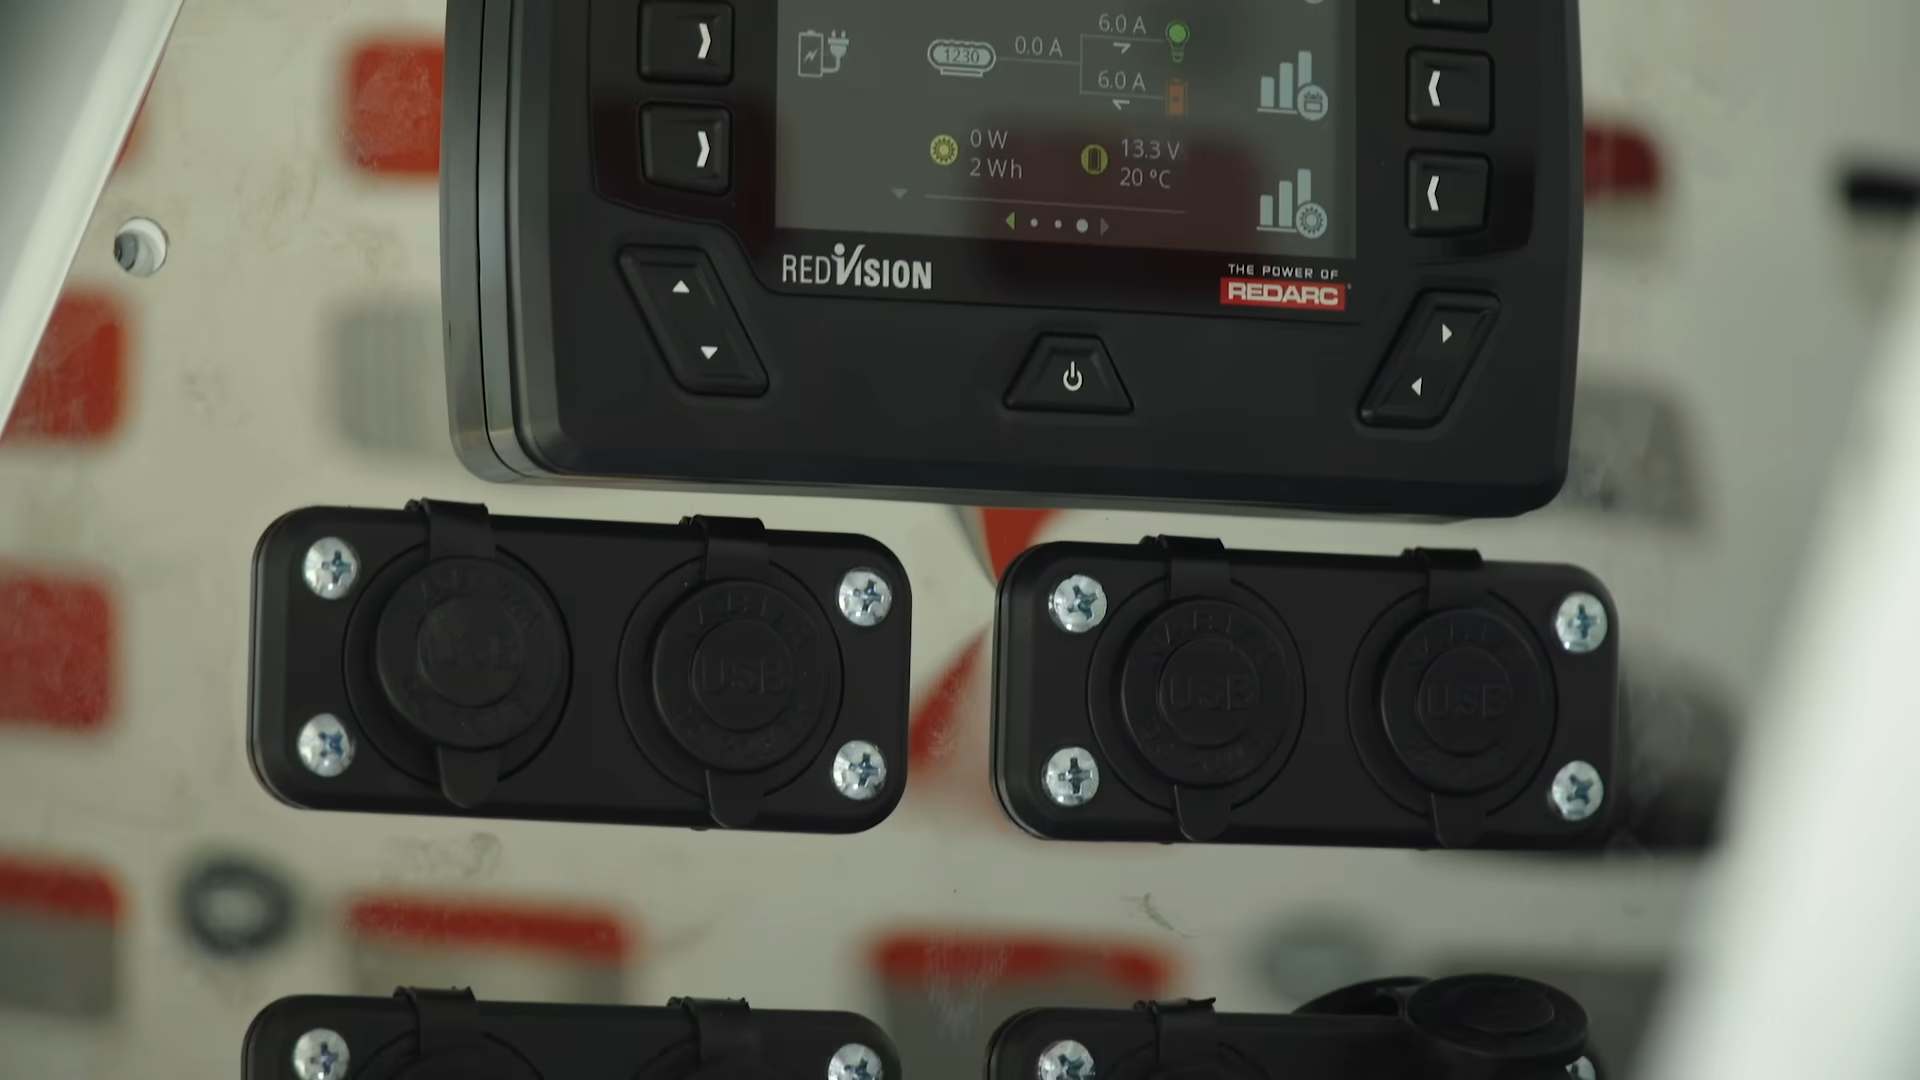 6.0 A
1230
0.0 A
6.0 A
0 W
2 Wh
13.3 V
20 °C
REDVISION
THE POWER OF
REDARC
USB
USB
USB